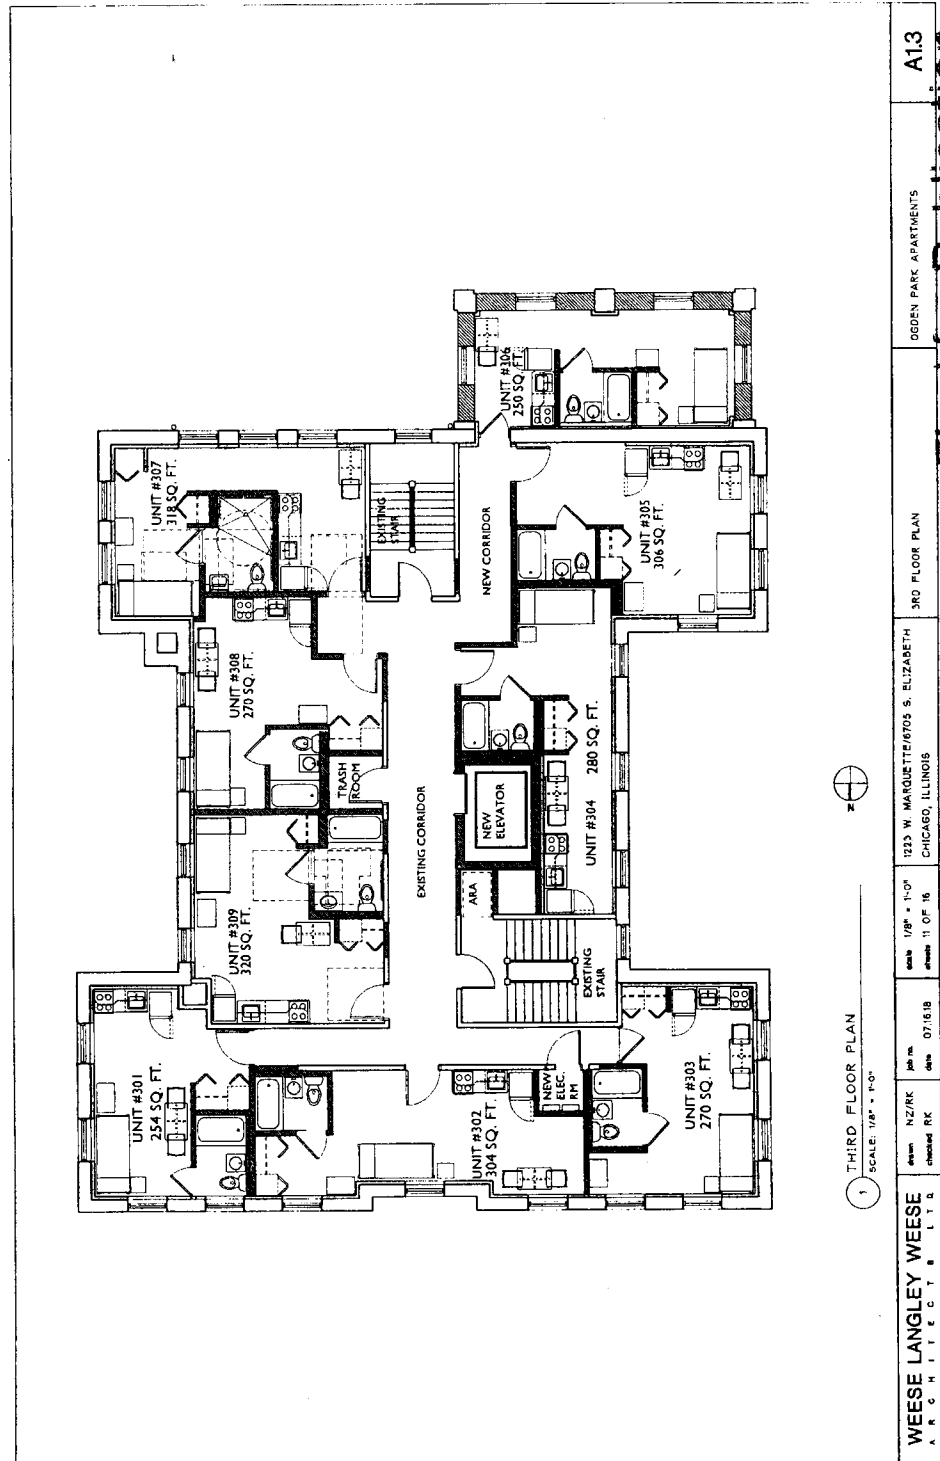 UNIT #301
254 SQ. FT.
UNIT #302
304 SQ. FT.
UNIT #303
270 SQ. FT.
UNIT #309
320 SQ. FT.
UNIT #308
270 SQ. FT.
UNIT #307
318 SQ. FT.
UNIT #304
280 SQ. FT.
UNIT #305
306 SQ. FT.
UNIT #306
250 SQ. FT.
EXISTING CORRIDOR
NEW CORRIDOR
TRASH
ROOM
EXISTING
STAIR
NEW
ELEVATOR
ARA
EXISTING
STAIR
NEW
ELEC.
RM
N
1
THIRD FLOOR PLAN
SCALE: 1/8" = 1'-0"
WEESE LANGLEY WEESE
ARCHITECTS LTD
drawn NZ/RK
checked RK
job no.
date 07.16.18
scale 1/8" = 1'-0"
sheets 11 OF 16
1223 W. MARQUETTE/6705 S. ELIZABETH
CHICAGO, ILLINOIS
3RD FLOOR PLAN
OGDEN PARK APARTMENTS
A1.3